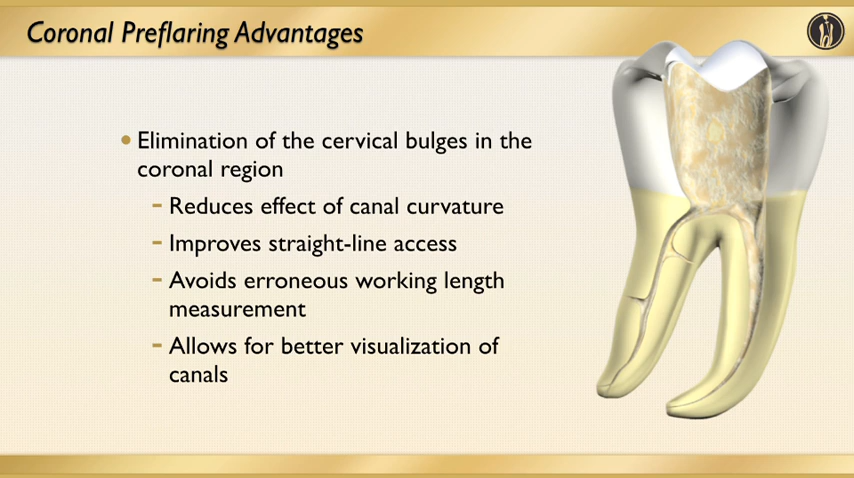 Coronal Preflaring Advantages
• Elimination of the cervical bulges in the
coronal region
- Reduces effect of canal curvature
- Improves straight-line access
- Avoids erroneous working length
measurement
- Allows for better visualization of
canals